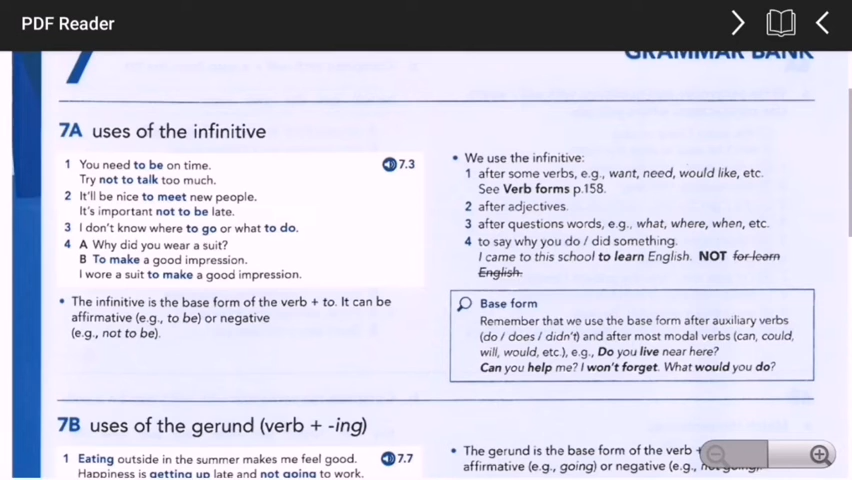 PDF Reader
7
GRAMMAR BANK
7A uses of the infinitive
1 You need to be on time.
Try not to talk too much.
2 It'll be nice to meet new people.
It's important not to be late.
3 I don't know where to go or what to do.
4 A Why did you wear a suit?
B To make a good impression.
I wore a suit to make a good impression.
7.3
• The infinitive is the base form of the verb + to. It can be
affirmative (e.g., to be) or negative
(e.g., not to be).
• We use the infinitive:
1 after some verbs, e.g., want, need, would like, etc.
See Verb forms p.158.
2 after adjectives.
3 after questions words, e.g., what, where, when, etc.
4 to say why you do / did something.
I came to this school to learn English. NOT for learn
English.
Base form
Remember that we use the base form after auxiliary verbs
(do / does / didn't) and after most modal verbs (can, could,
will, would, etc.), e.g., Do you live near here?
Can you help me? I won't forget. What would you do?
7B uses of the gerund (verb + -ing)
1 Eating outside in the summer makes me feel good.
Happiness is getting up late and not going to work.
7.7
• The gerund is the base form of the verb +
affirmative (e.g., going) or negative (e.g., not going).